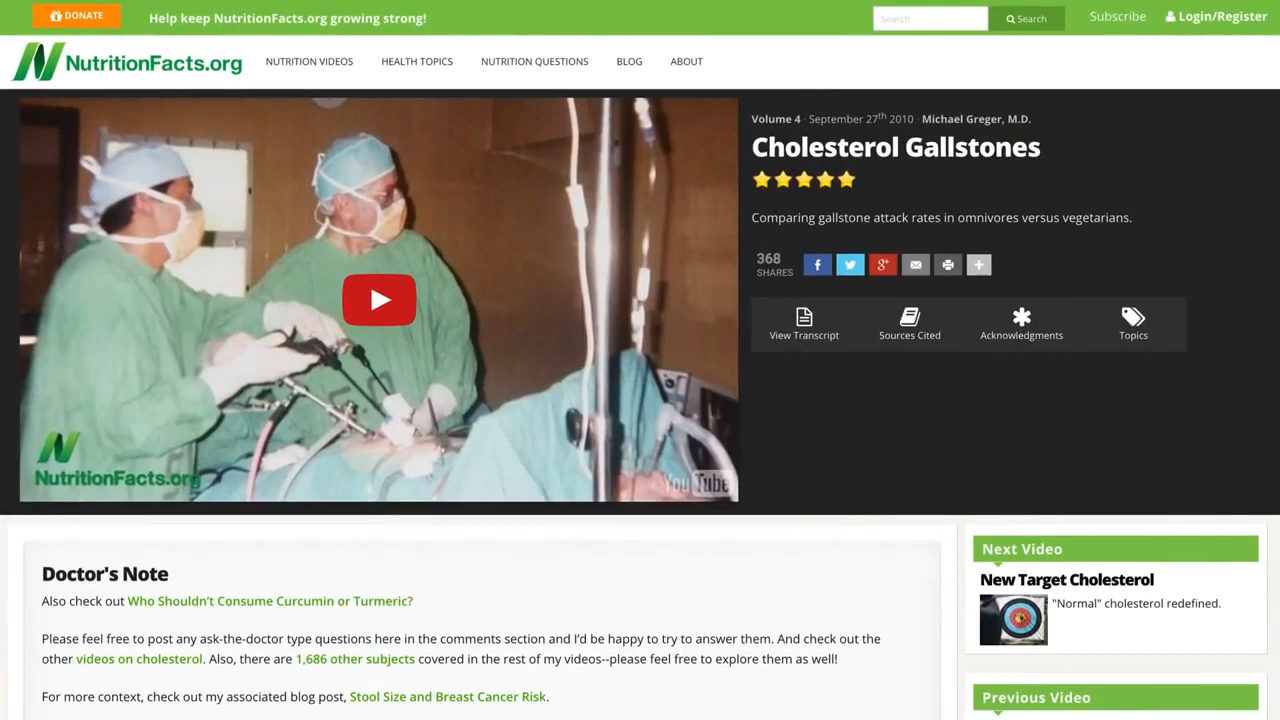 DONATE
Help keep NutritionFacts.org growing strong!
Search
Search
Subscribe
Login/Register
NutritionFacts.org
NUTRITION VIDEOS
HEALTH TOPICS
NUTRITION QUESTIONS
BLOG
ABOUT
Volume 4 · September 27th 2010 · Michael Greger, M.D.
Cholesterol Gallstones
Comparing gallstone attack rates in omnivores versus vegetarians.
368
SHARES
View Transcript
Sources Cited
Acknowledgments
Topics
NutritionFacts.org
YouTube
Doctor's Note
Also check out Who Shouldn't Consume Curcumin or Turmeric?
Please feel free to post any ask-the-doctor type questions here in the comments section and I'd be happy to try to answer them. And check out the
other videos on cholesterol. Also, there are 1,686 other subjects covered in the rest of my videos--please feel free to explore them as well!
For more context, check out my associated blog post, Stool Size and Breast Cancer Risk.
Next Video
New Target Cholesterol
"Normal" cholesterol redefined.
Previous Video